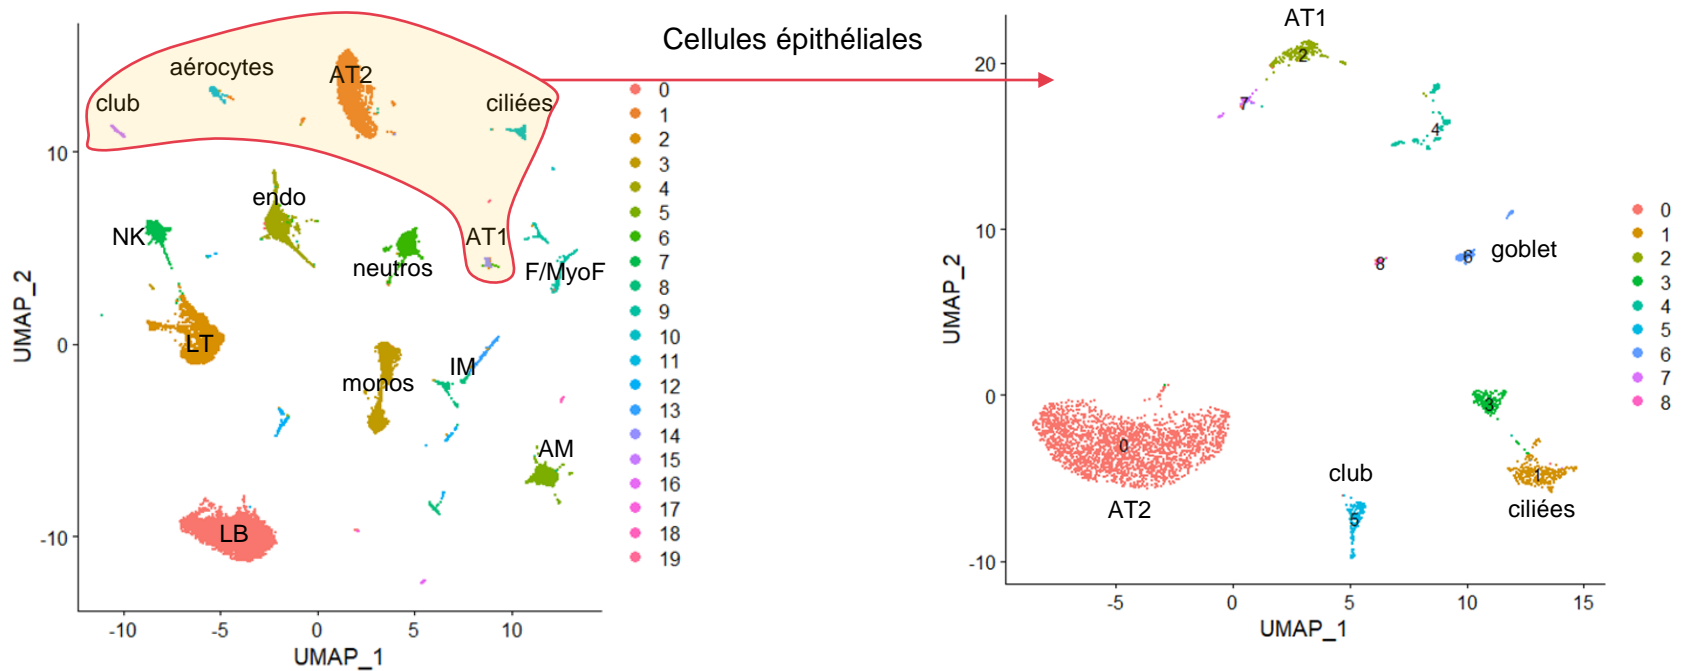 Cellules épithéliales
aérocytes
AT2
club
ciliées
10
endo
NK
AT1
neutros
F/MyoF
UMAP_2
0
LT
IM
monos
AM
LB
-10
-10
-5
0
5
10
UMAP_1
0
1
2
3
4
5
6
7
8
9
10
11
12
13
14
15
16
17
18
19
AT1
20
2
7
4
10
goblet
6
8
UMAP_2
0
3
0
club
1
AT2
ciliées
5
-10
-5
0
5
10
15
UMAP_1
0
1
2
3
4
5
6
7
8